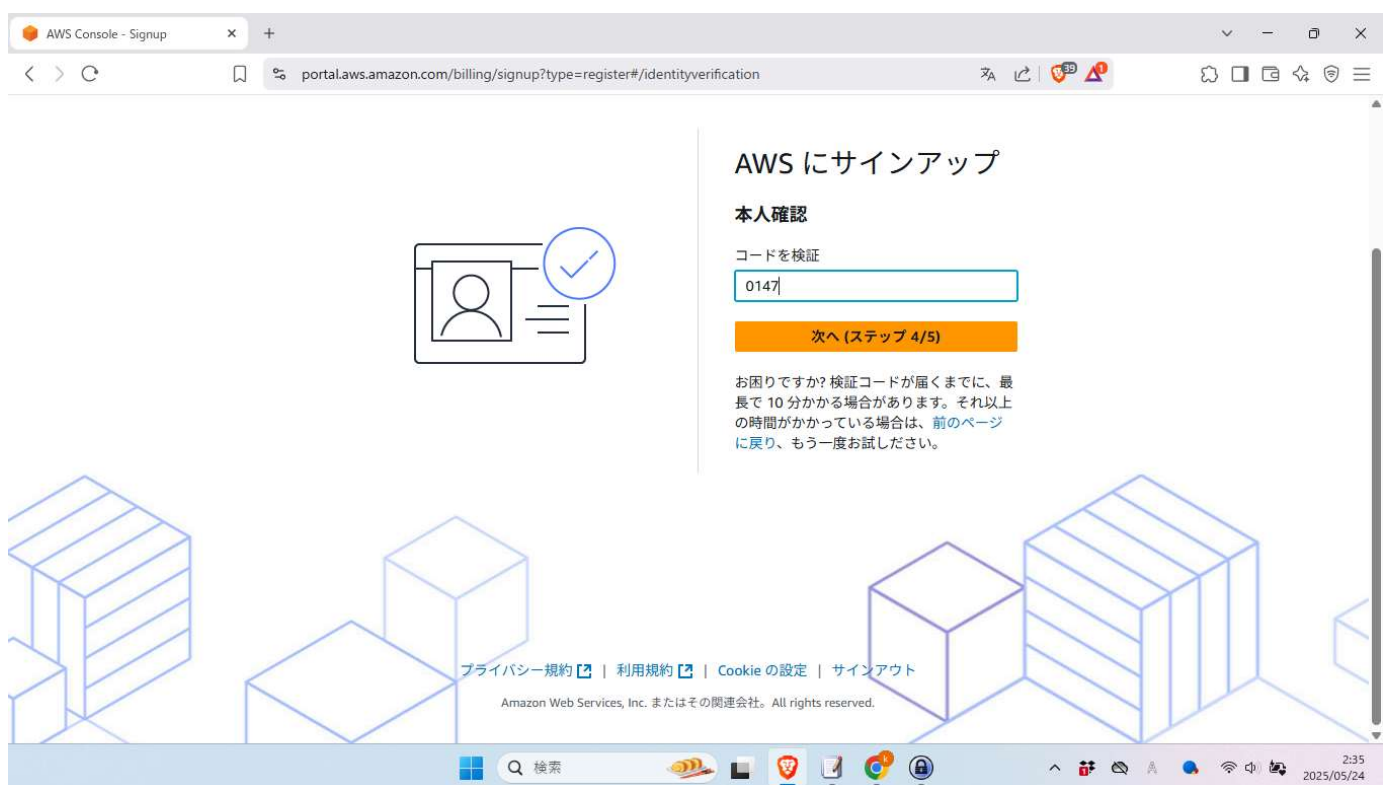 AWS Console - Signup
portal.aws.amazon.com/billing/signup?type=register#/identityverification
39
1
AWS にサインアップ
本人確認
コードを検証
0147
次へ (ステップ 4/5)
お困りですか? 検証コードが届くまでに、最
長で 10 分かかる場合があります。それ以上
の時間がかかっている場合は、前のページ
に戻り、もう一度お試しださい。
プライバシー規約 | 利用規約 | Cookie の設定 | サインアウト
Amazon Web Services, Inc. またはその関連会社。All rights reserved.
検索
A
2:35
2025/05/24